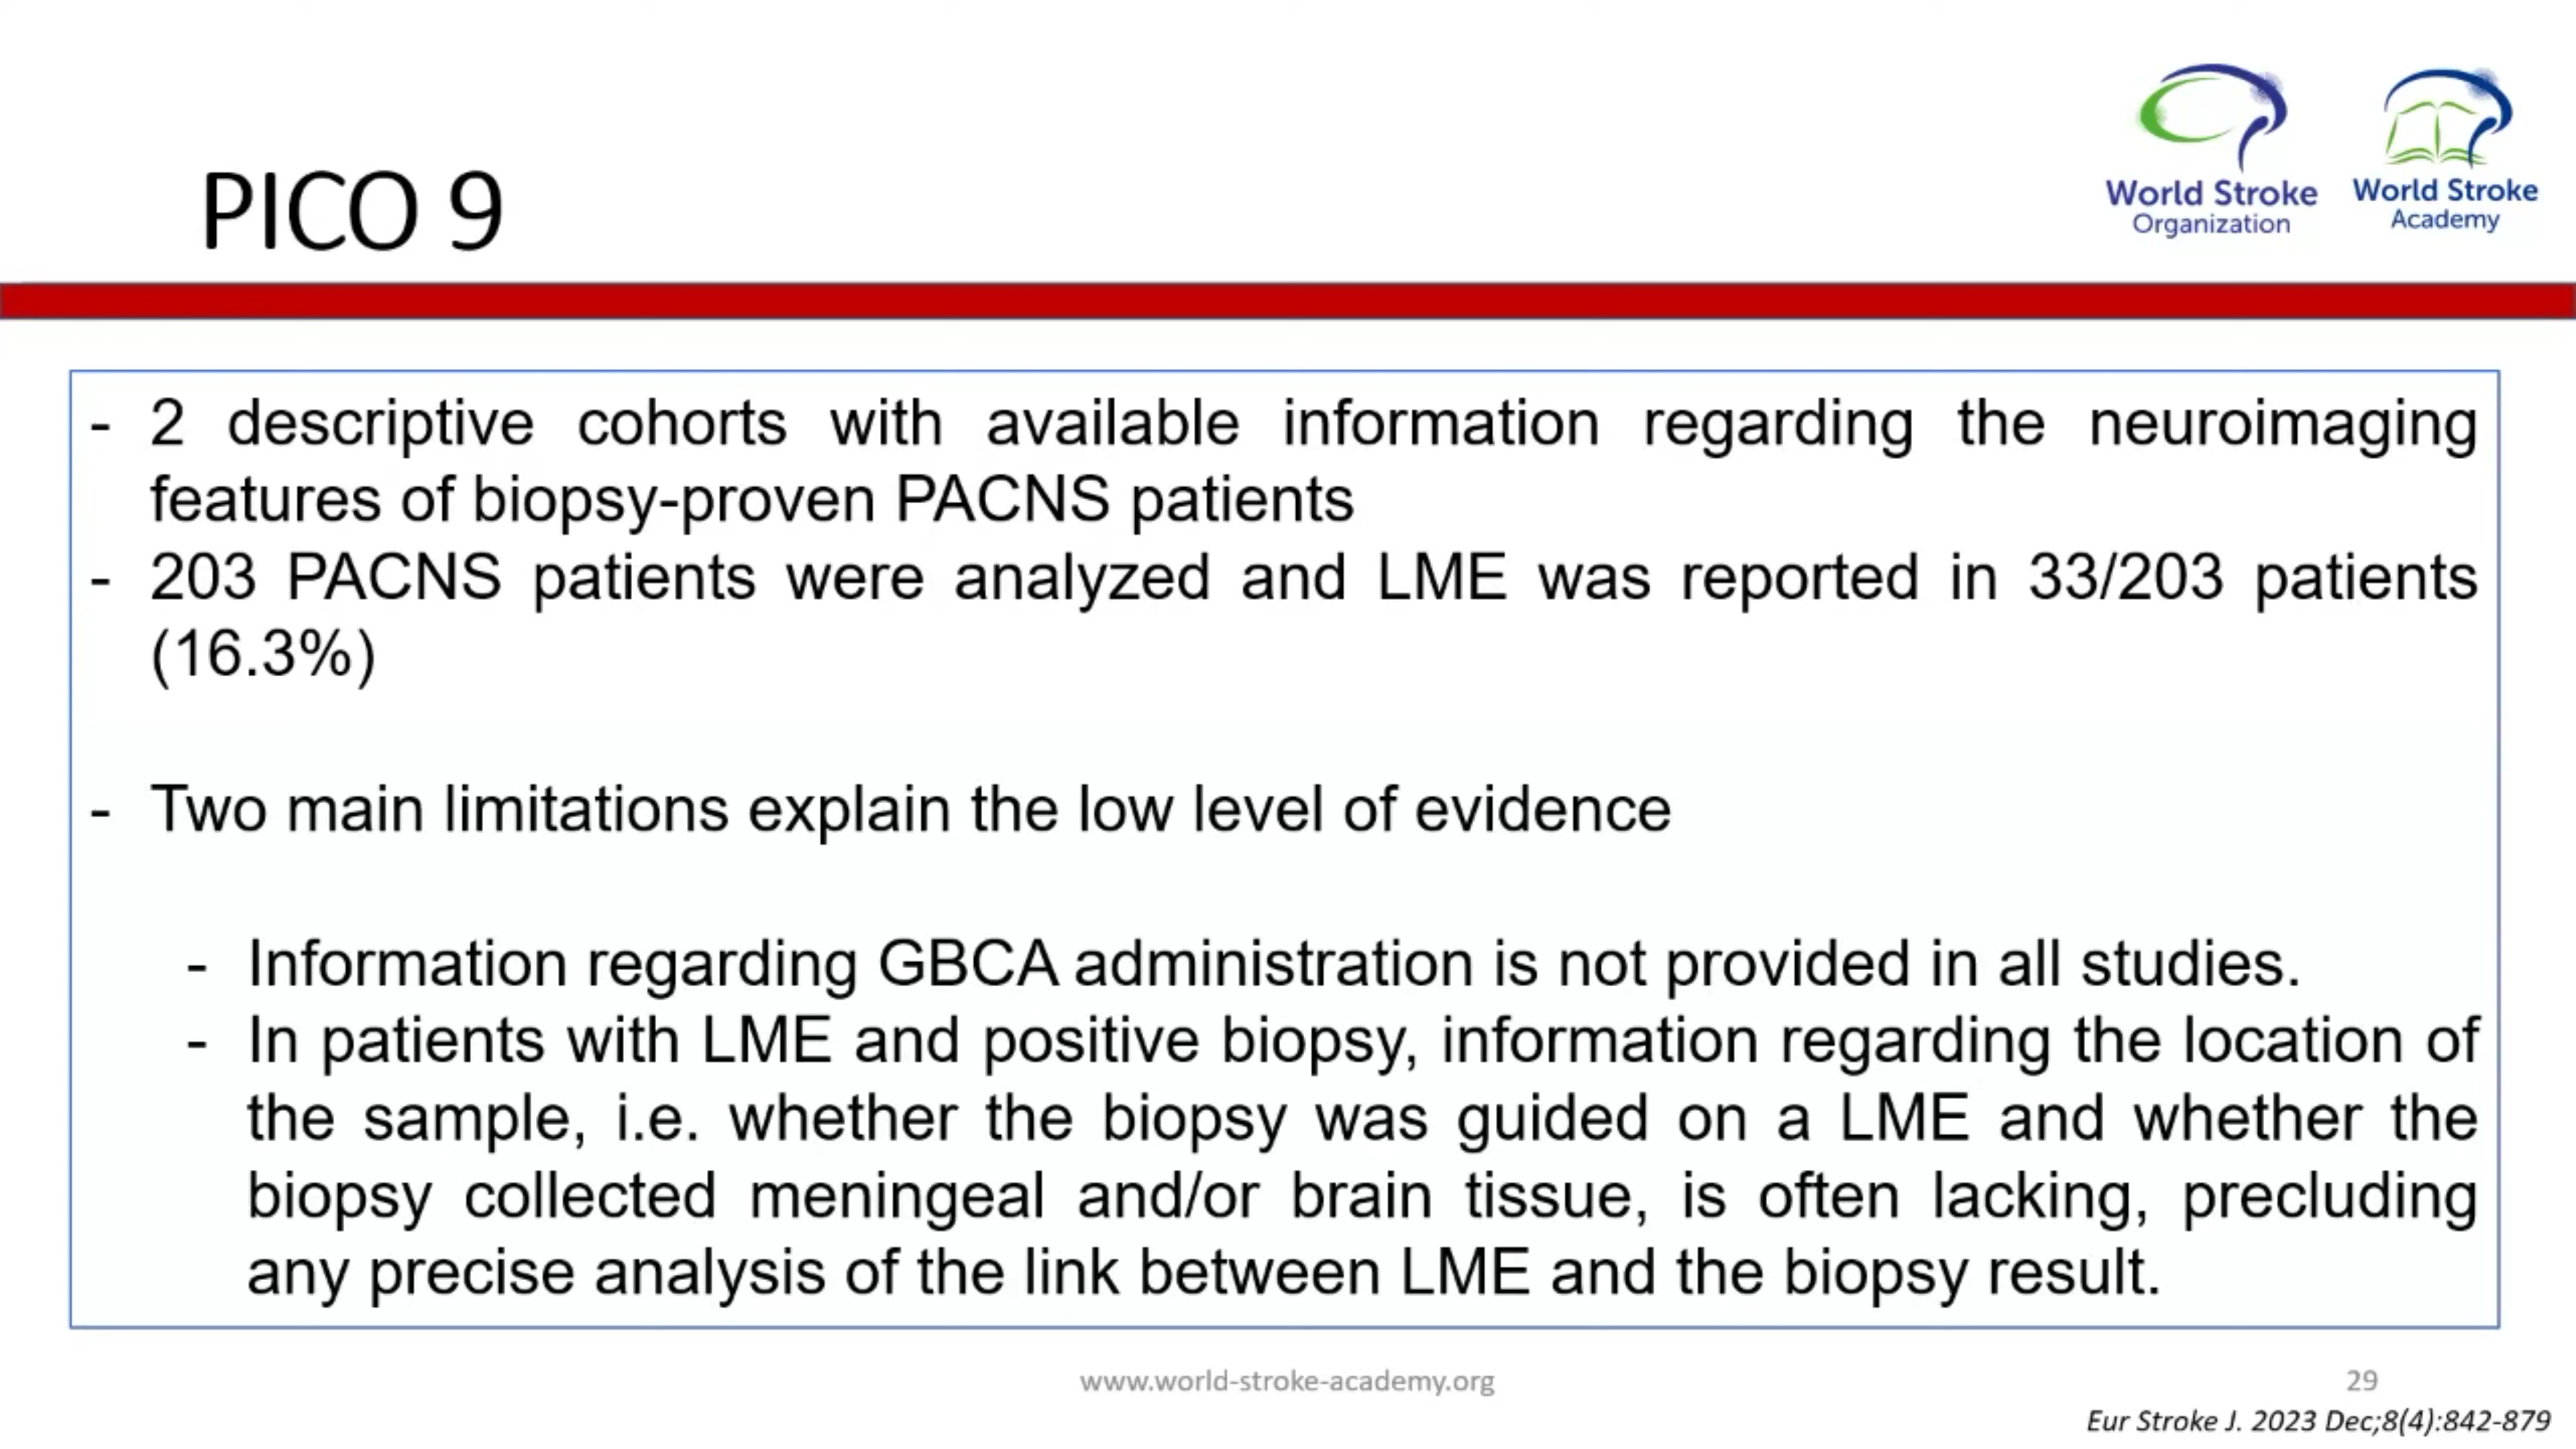 World Stroke
Organization
World Stroke
Academy
PICO 9
- 2 descriptive cohorts with available information regarding the neuroimaging
features of biopsy-proven PACNS patients
- 203 PACNS patients were analyzed and LME was reported in 33/203 patients
(16.3%)
- Two main limitations explain the low level of evidence
- Information regarding GBCA administration is not provided in all studies.
- In patients with LME and positive biopsy, information regarding the location of
the sample, i.e. whether the biopsy was guided on a LME and whether the
biopsy collected meningeal and/or brain tissue, is often lacking, precluding
any precise analysis of the link between LME and the biopsy result.
www.world-stroke-academy.org
29
Eur Stroke J. 2023 Dec;8(4):842-879